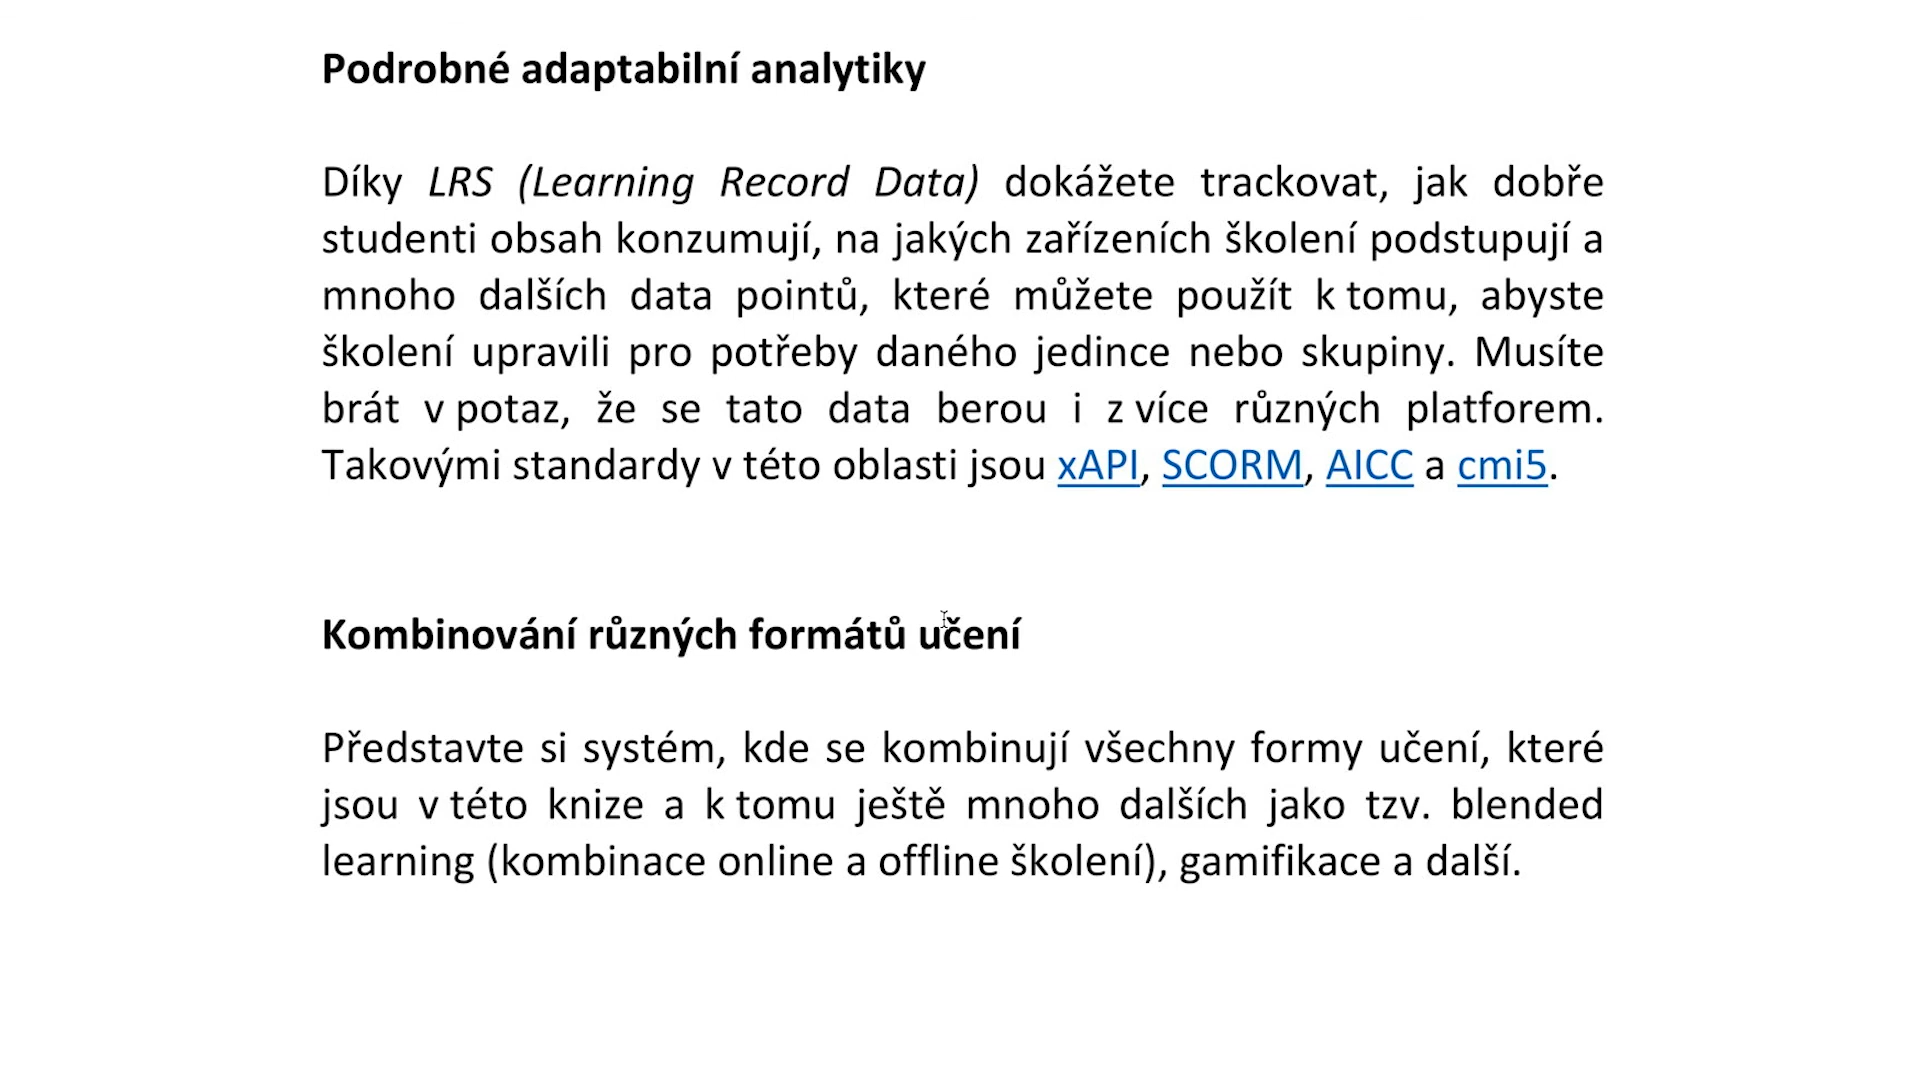 Podrobné adaptabilní analytiky
Díky LRS (Learning Record Data) dokážete trackovat, jak dobře
studenti obsah konzumují, na jakých zařízeních školení podstupují a
mnoho dalších data pointů, které můžete použít k tomu, abyste
školení upravili pro potřeby daného jedince nebo skupiny. Musíte
brát v potaz, že se tato data berou i z více různých platforem.
Takovými standardy v této oblasti jsou xAPI, SCORM, AICC a cmi5.
Kombinování různých formátů učení
Představte si systém, kde se kombinují všechny formy učení, které
jsou v této knize a k tomu ještě mnoho dalších jako tzv. blended
learning (kombinace online a offline školení), gamifikace a další.